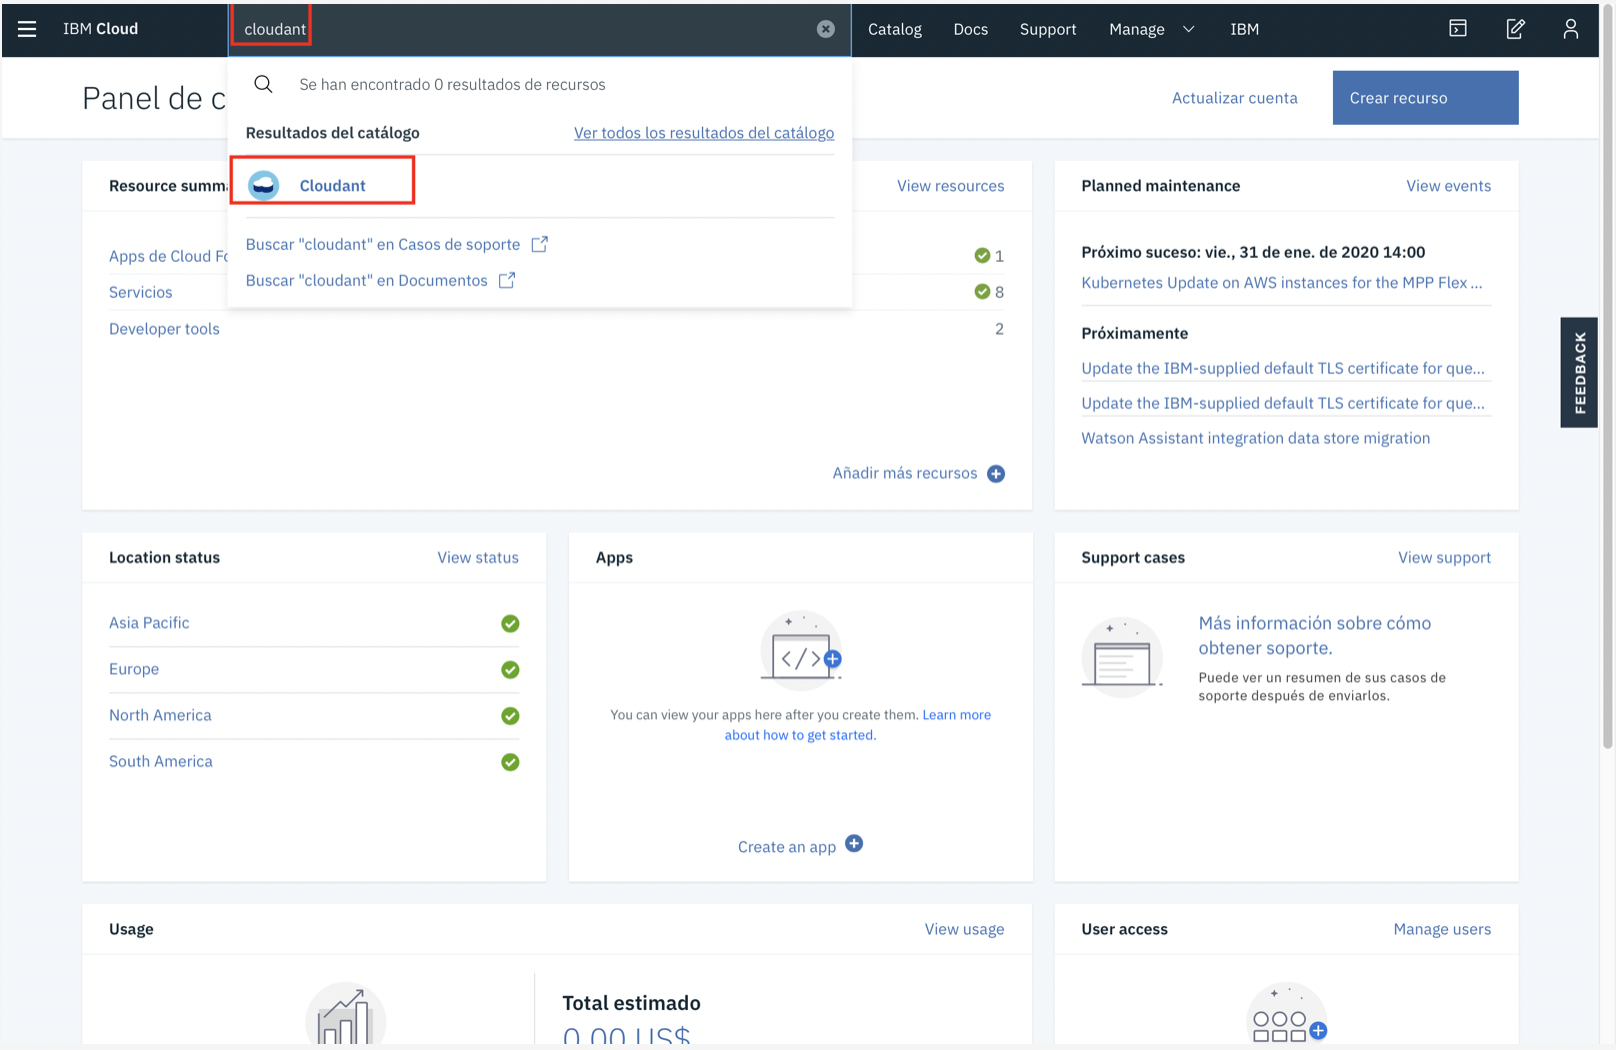 IBM Cloud
cloudant
Catalog
Docs
Support
Manage
IBM
Se han encontrado 0 resultados de recursos
Resultados del catálogo
Ver todos los resultados del catálogo
Cloudant
Buscar "cloudant" en Casos de soporte
Buscar "cloudant" en Documentos
Panel de c
Actualizar cuenta
Crear recurso
Resource summ
View resources
Apps de Cloud Fo
1
Servicios
8
Developer tools
2
Añadir más recursos
Planned maintenance
View events
Próximo suceso: vie., 31 de ene. de 2020 14:00
Kubernetes Update on AWS instances for the MPP Flex ...
Próximamente
Update the IBM-supplied default TLS certificate for que...
Update the IBM-supplied default TLS certificate for que...
Watson Assistant integration data store migration
FEEDBACK
Location status
View status
Asia Pacific
Europe
North America
South America
Apps
You can view your apps here after you create them. Learn more
about how to get started.
Create an app
Support cases
View support
Más información sobre cómo
obtener soporte.
Puede ver un resumen de sus casos de
soporte después de enviarlos.
Usage
View usage
Total estimado
0.00 US$
User access
Manage users